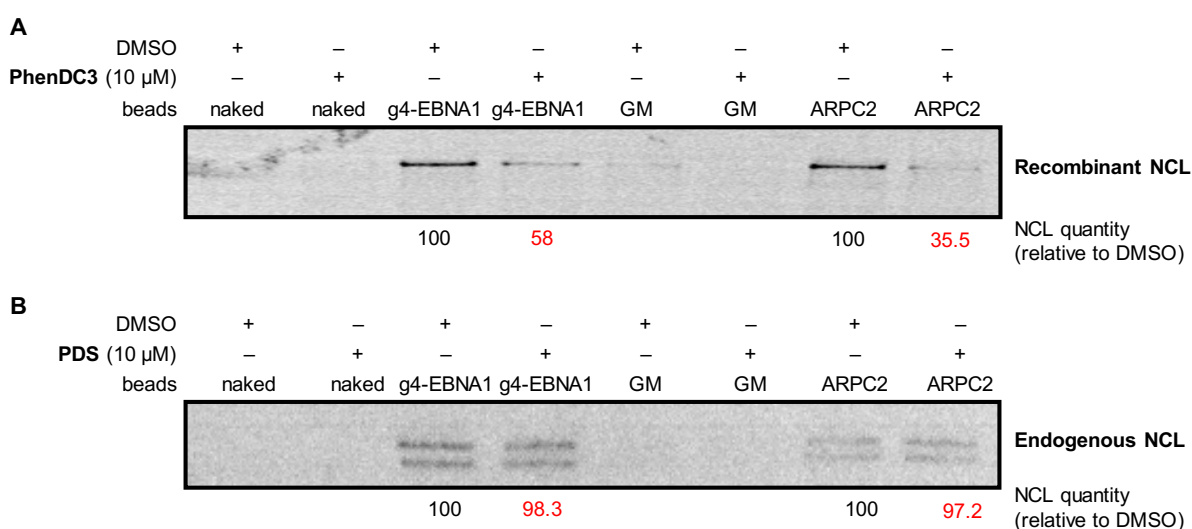 A
DMSO + – + – + – + –
PhenDC3 (10 µM) – + – + – + – +
beads naked naked g4-EBNA1 g4-EBNA1 GM GM ARPC2 ARPC2
Recombinant NCL
100 58 100 35.5 NCL quantity
(relative to DMSO)
B
DMSO + – + – + – + –
PDS (10 µM) – + – + – + – +
beads naked naked g4-EBNA1 g4-EBNA1 GM GM ARPC2 ARPC2
Endogenous NCL
100 98.3 100 97.2 NCL quantity
(relative to DMSO)